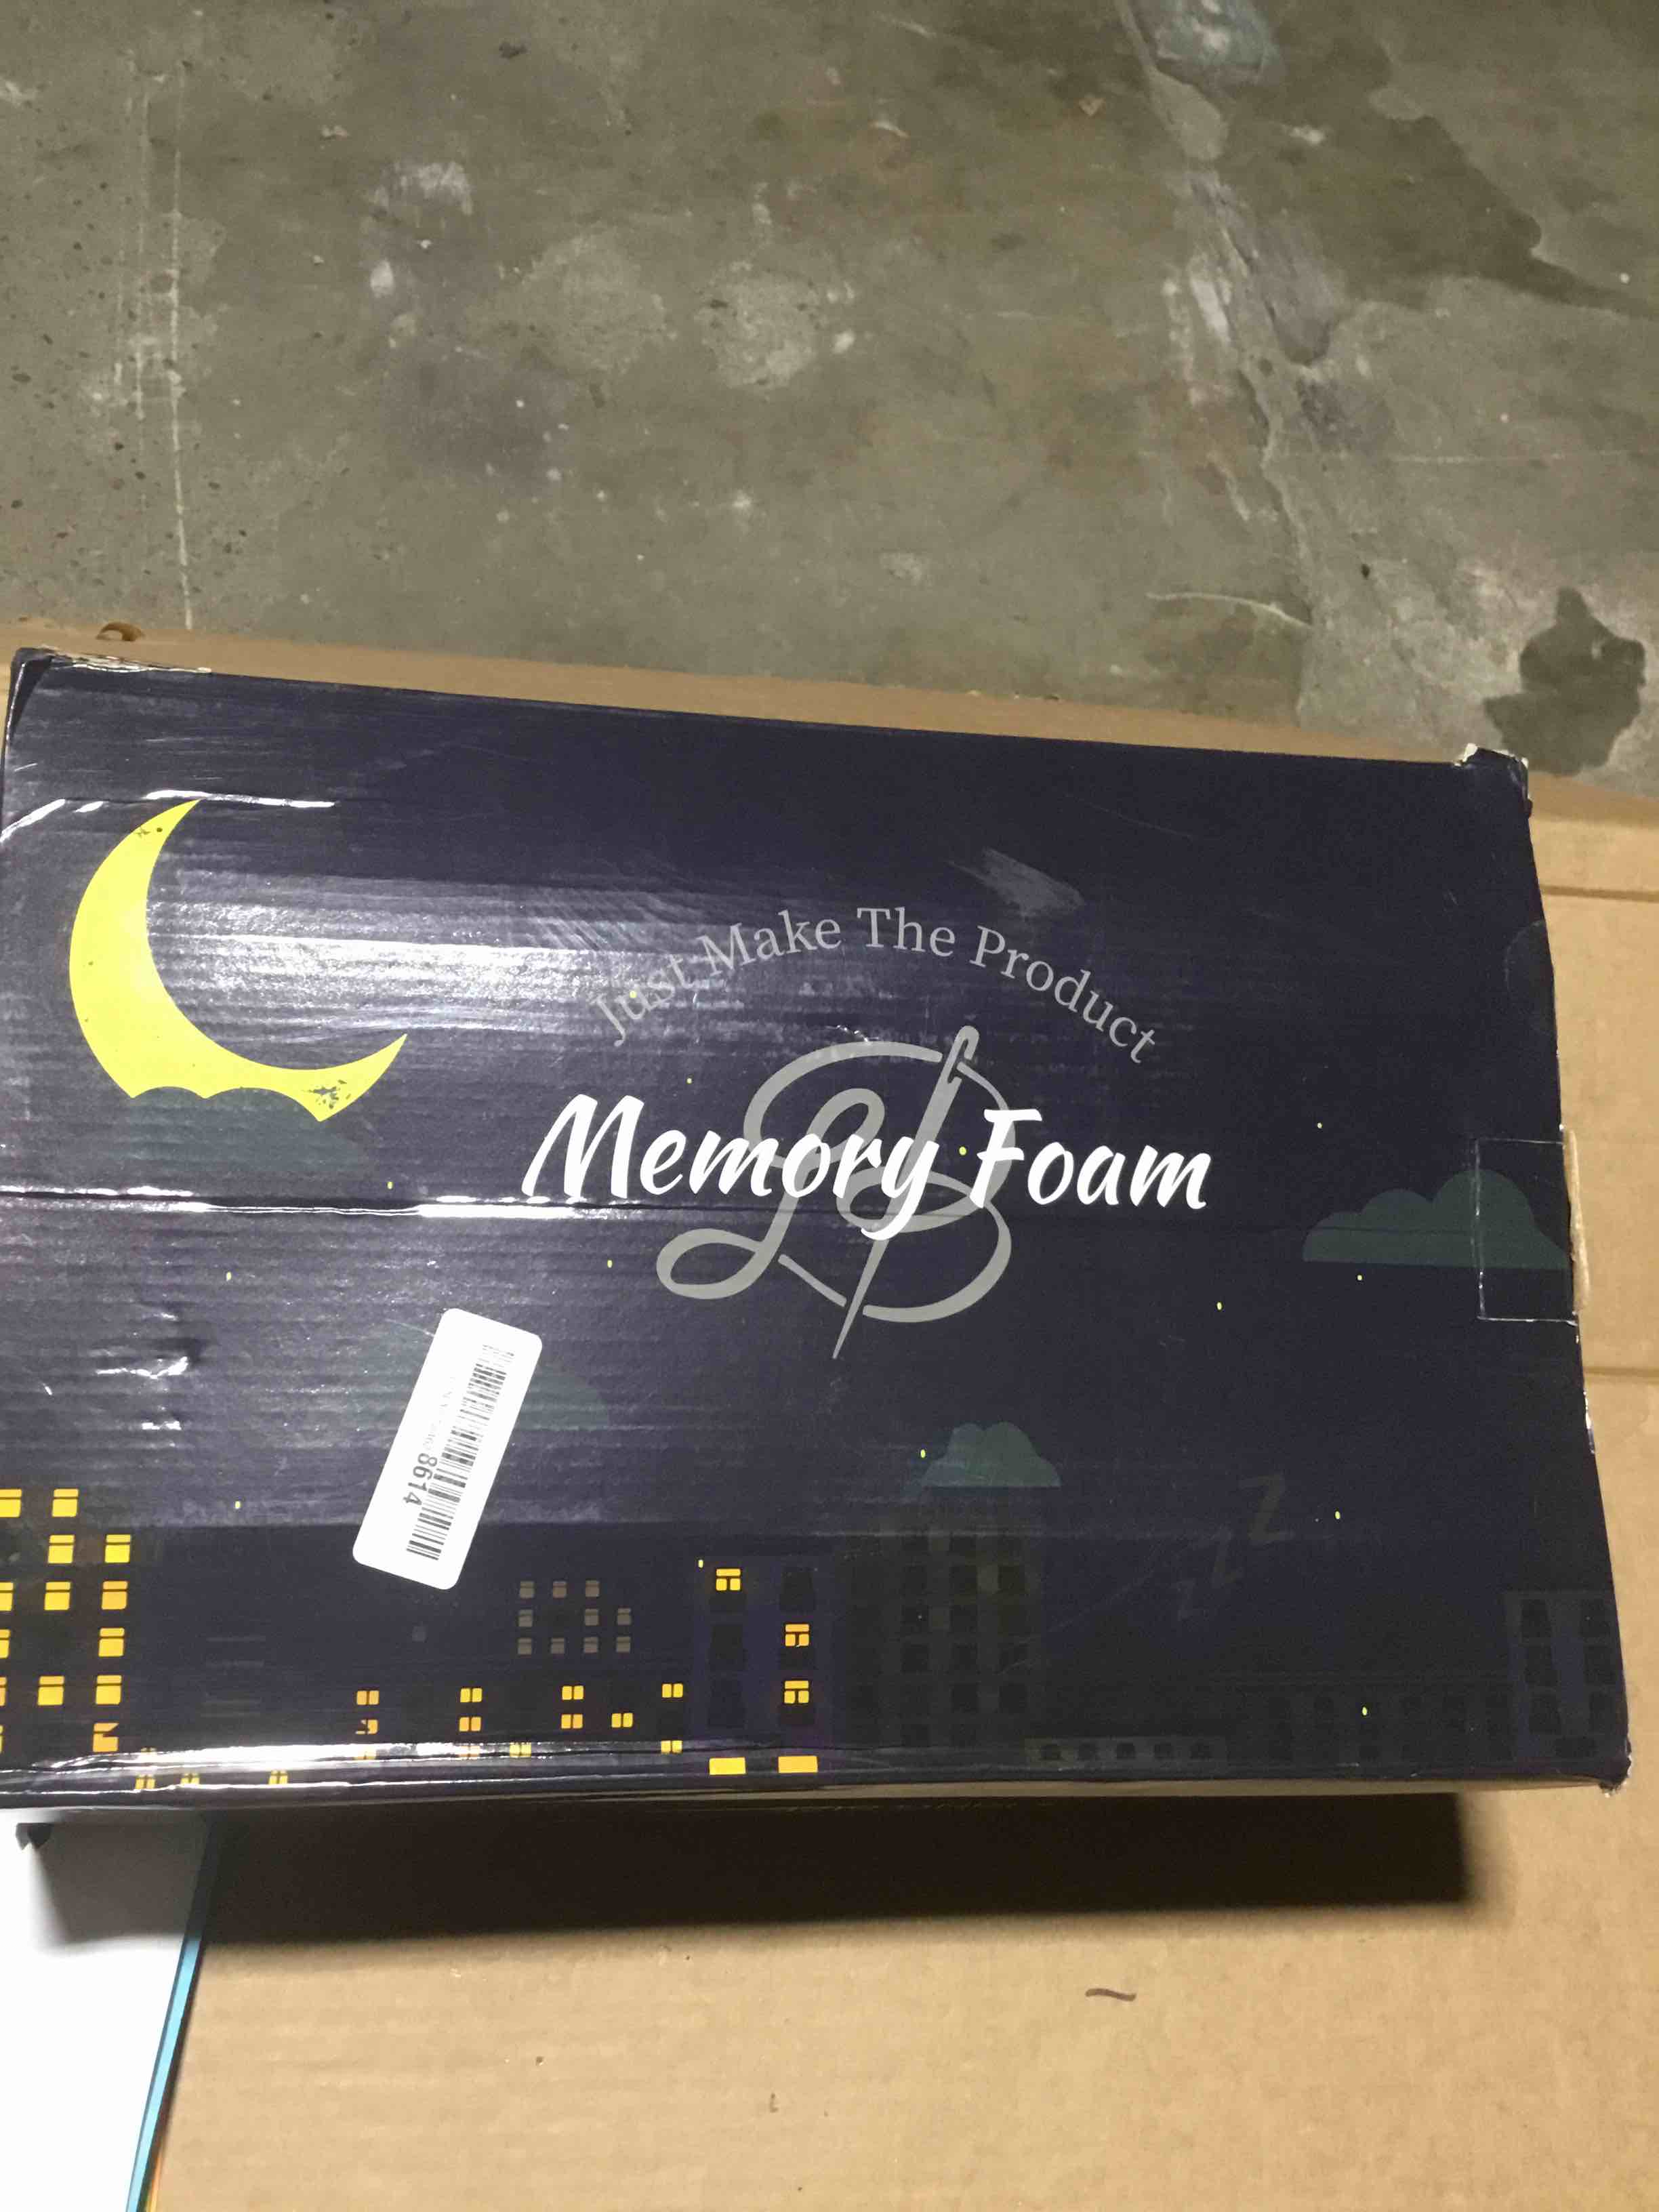 Just Make The Product
Memory Foam
8614
z
z
Z